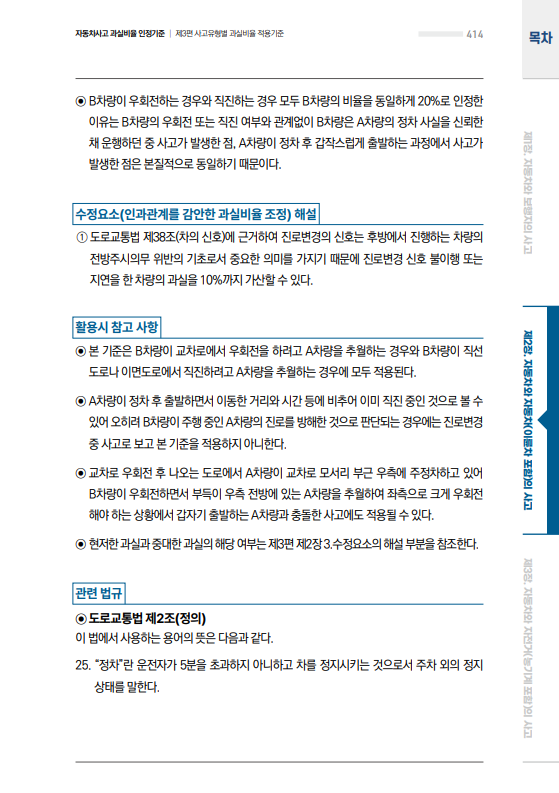 자동차사고 과실비율 인정기준 | 제3편 사고유형별 과실비율 적용기준
414
목차
◉ B차량이 우회전하는 경우와 직진하는 경우 모두 B차량의 비율을 동일하게 20%로 인정한
이유는 B차량의 우회전 또는 직진 여부와 관계없이 B차량은 A차량의 정차 사실을 신뢰한
채 운행하던 중 사고가 발생한 점, A차량이 정차 후 갑작스럽게 출발하는 과정에서 사고가
발생한 점은 본질적으로 동일하기 때문이다.
수정요소(인과관계를 감안한 과실비율 조정) 해설
① 도로교통법 제38조(차의 신호)에 근거하여 진로변경의 신호는 후방에서 진행하는 차량의
전방주시의무 위반의 기초로서 중요한 의미를 가지기 때문에 진로변경 신호 불이행 또는
지연을 한 차량의 과실을 10%까지 가산할 수 있다.
활용시 참고 사항
◉ 본 기준은 B차량이 교차로에서 우회전을 하려고 A차량을 추월하는 경우와 B차량이 직선
도로나 이면도로에서 직진하려고 A차량을 추월하는 경우에 모두 적용된다.
◉ A차량이 정차 후 출발하면서 이동한 거리와 시간 등에 비추어 이미 직진 중인 것으로 볼 수
있어 오히려 B차량이 주행 중인 A차량의 진로를 방해한 것으로 판단되는 경우에는 진로변경
중 사고로 보고 본 기준을 적용하지 아니한다.
◉ 교차로 우회전 후 나오는 도로에서 A차량이 교차로 모서리 부근 우측에 주정차하고 있어
B차량이 우회전하면서 부득이 우측 전방에 있는 A차량을 추월하여 좌측으로 크게 우회전
해야 하는 상황에서 갑자기 출발하는 A차량과 충돌한 사고에도 적용될 수 있다.
◉ 현저한 과실과 중대한 과실의 해당 여부는 제3편 제2장 3.수정요소의 해설 부분을 참조한다.
관련 법규
◉ 도로교통법 제2조(정의)
이 법에서 사용하는 용어의 뜻은 다음과 같다.
25. “정차”란 운전자가 5분을 초과하지 아니하고 차를 정지시키는 것으로서 주차 외의 정지
상태를 말한다.
제1장. 자동차와 보행자의 사고
제2장. 자동차와 자동차(이륜차 포함)의 사고
제3장. 자동차와 자전거(농기계 포함)의 사고